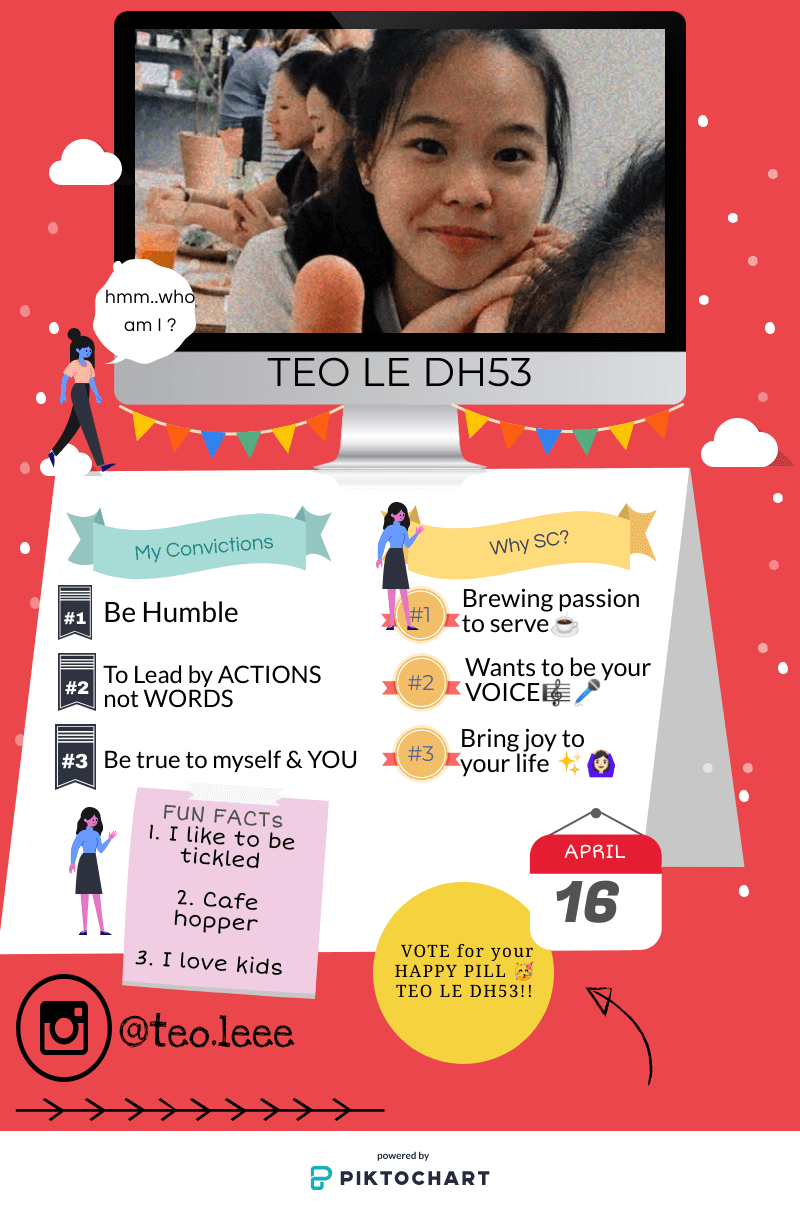 hmm..who
am I ?
TEO LE DH53
My Convictions
#1
Be Humble
#2
To Lead by ACTIONS
not WORDS
#3
Be true to myself & YOU
Why SC?
#1
Brewing passion
to serve☕
#2
Wants to be your
VOICE🎼🎤
#3
Bring joy to
your life ✨🙆🏻‍♀️
FUN FACTs
1. I like to be
tickled
2. Cafe
hopper
3. I love kids
APRIL
16
VOTE for your
HAPPY PILL 🥳
TEO LE DH53!!
@teo.leee
powered by
PIKTOCHART